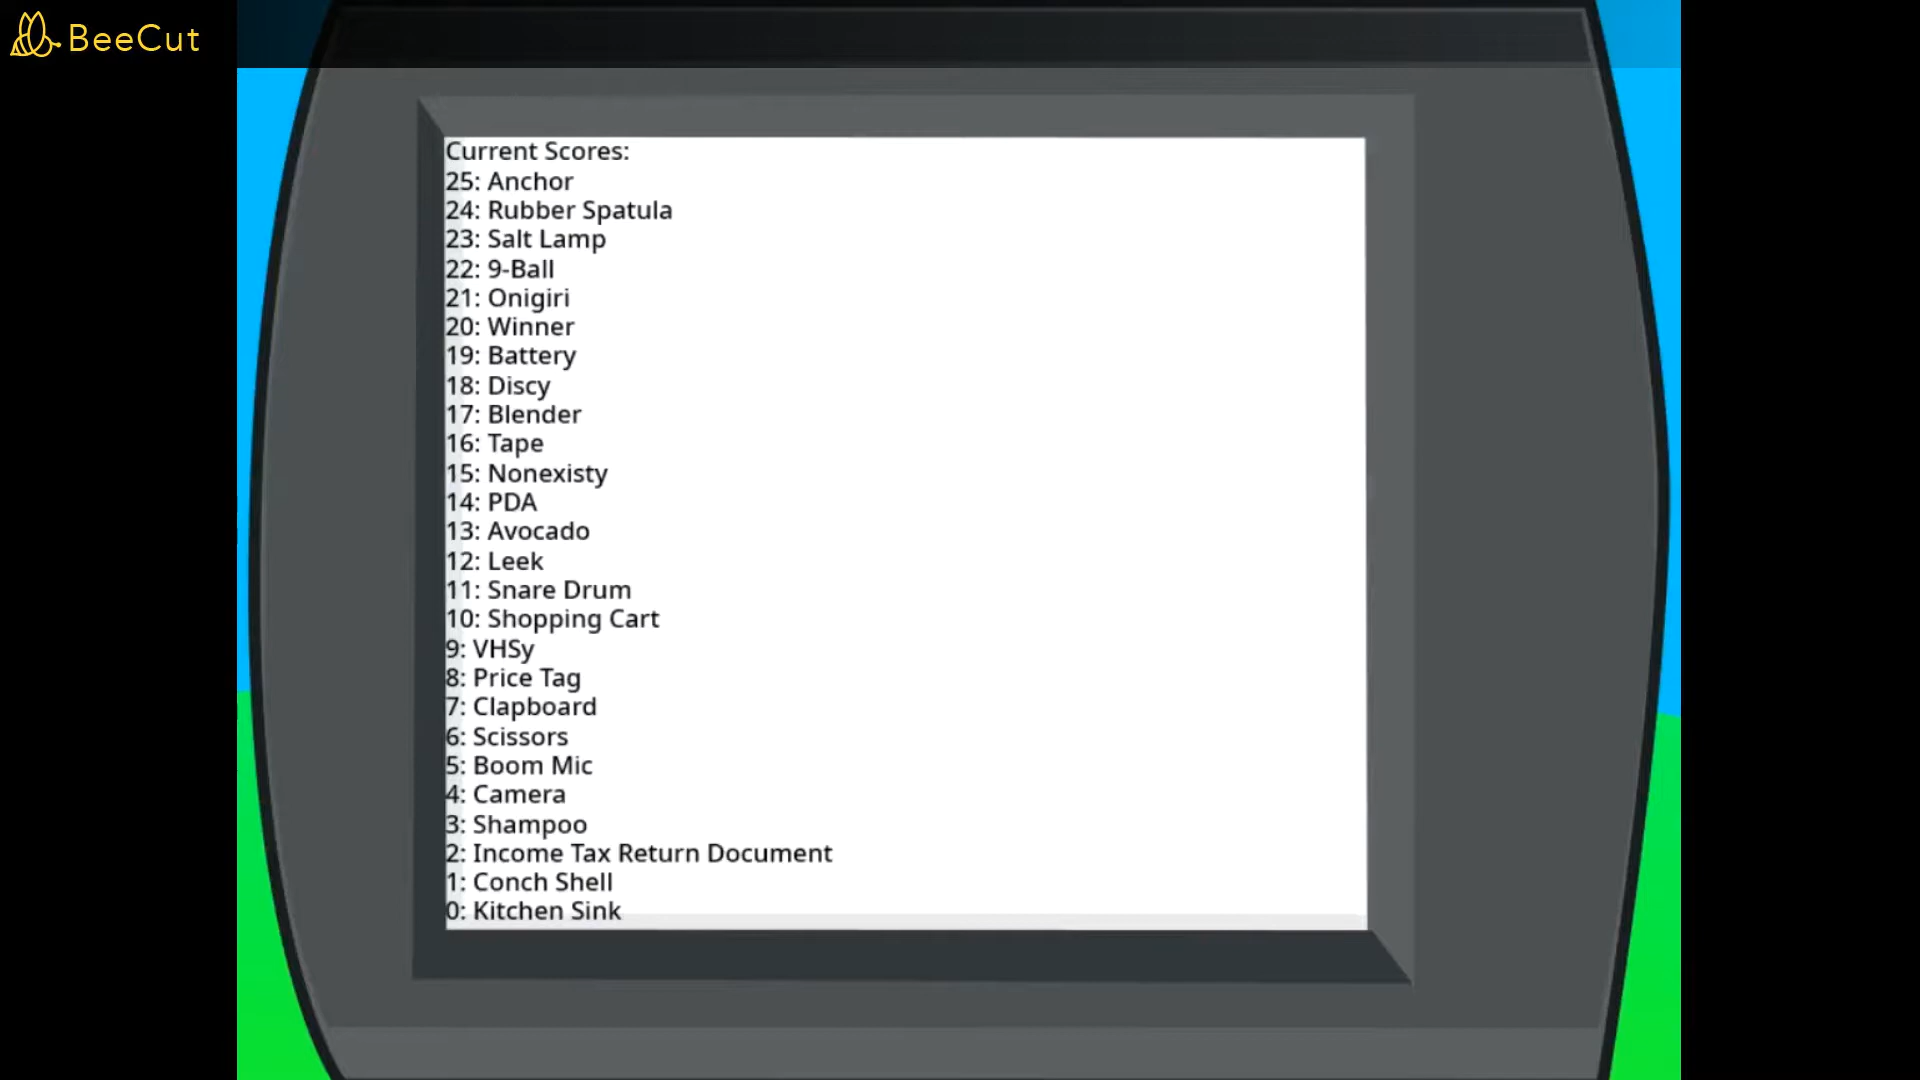 BeeCut
Current Scores:
25: Anchor
24: Rubber Spatula
23: Salt Lamp
22: 9-Ball
21: Onigiri
20: Winner
19: Battery
18: Discy
17: Blender
16: Tape
15: Nonexisty
14: PDA
13: Avocado
12: Leek
11: Snare Drum
10: Shopping Cart
9: VHSy
8: Price Tag
7: Clapboard
6: Scissors
5: Boom Mic
4: Camera
3: Shampoo
2: Income Tax Return Document
1: Conch Shell
0: Kitchen Sink